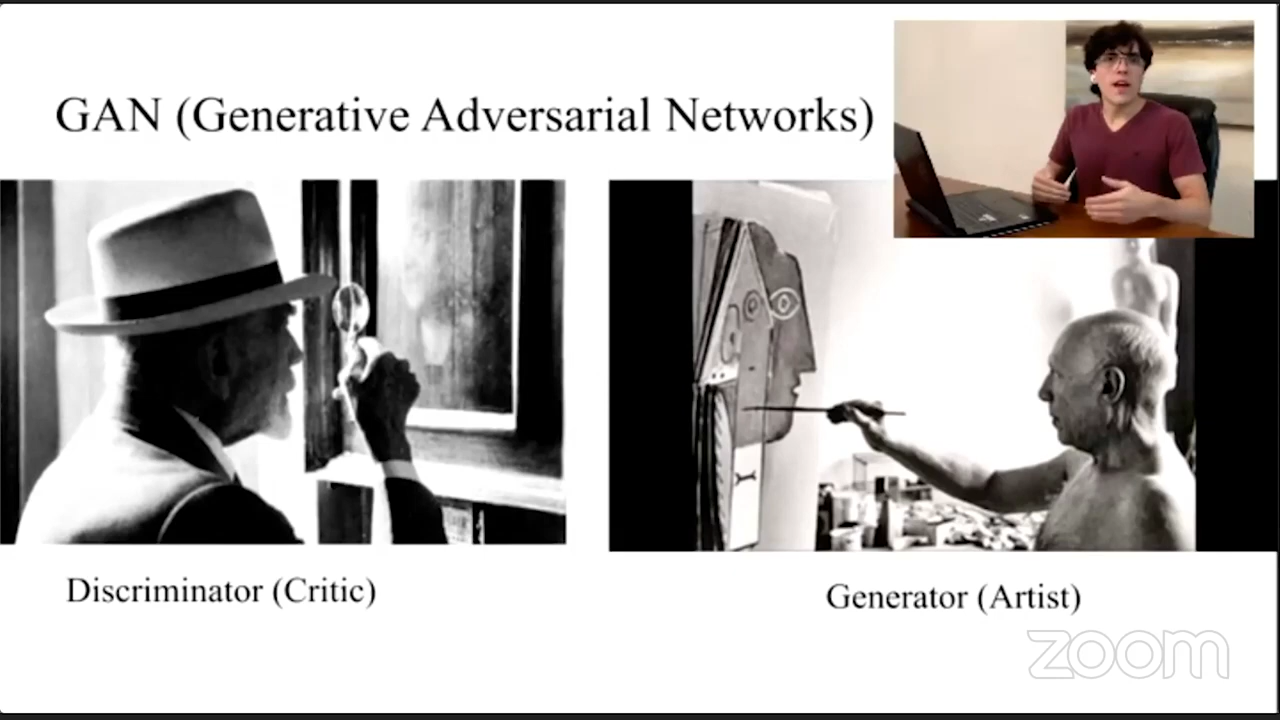 GAN (Generative Adversarial Networks)
Discriminator (Critic)
Generator (Artist)
zoom